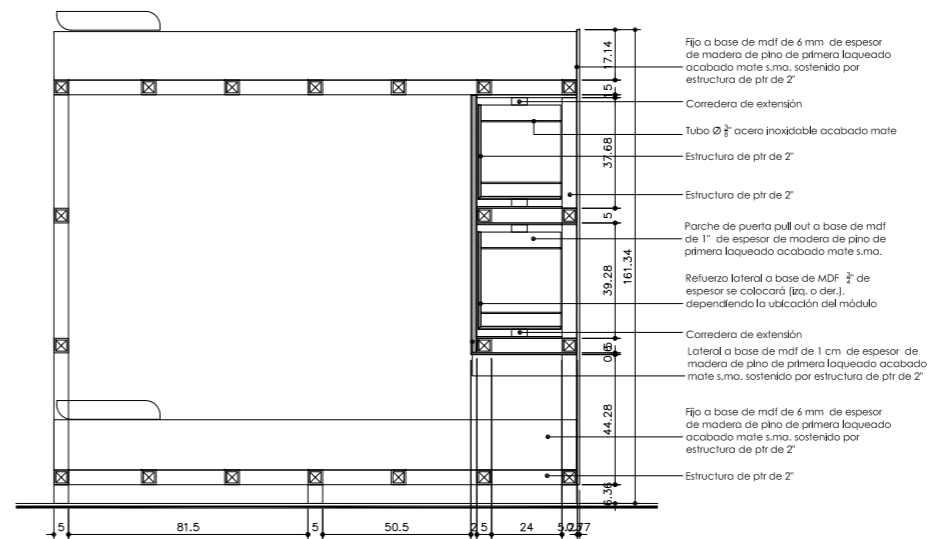 Fijo a base de mdf de 6 mm de espesor
de madera de pino de primera laqueado
acabado mate s.ma. sostenido por
estructura de ptr de 2"
Corredera de extensión
Tubo Ø ⅜" acero inoxidable acabado mate
Estructura de ptr de 2"
Estructura de ptr de 2"
Parche de puerta pull out a base de mdf
de 1" de espesor de madera de pino de
primera laqueado acabado mate s.ma.
Refuerzo lateral a base de MDF ¾" de
espesor se colocará (izq. o der.),
dependiendo la ubicación del módulo
Corredera de extensión
Lateral a base de mdf de 1 cm de espesor de
madera de pino de primera laqueado acabado
mate s.ma. sostenido por estructura de ptr de 2"
Fijo a base de mdf de 6 mm de espesor
de madera de pino de primera laqueado
acabado mate s.ma. sostenido por
estructura de ptr de 2"
Estructura de ptr de 2"
17.14
37.68
5
39.28
44.28
6.36
161.34
5
81.5
5
50.5
5
24